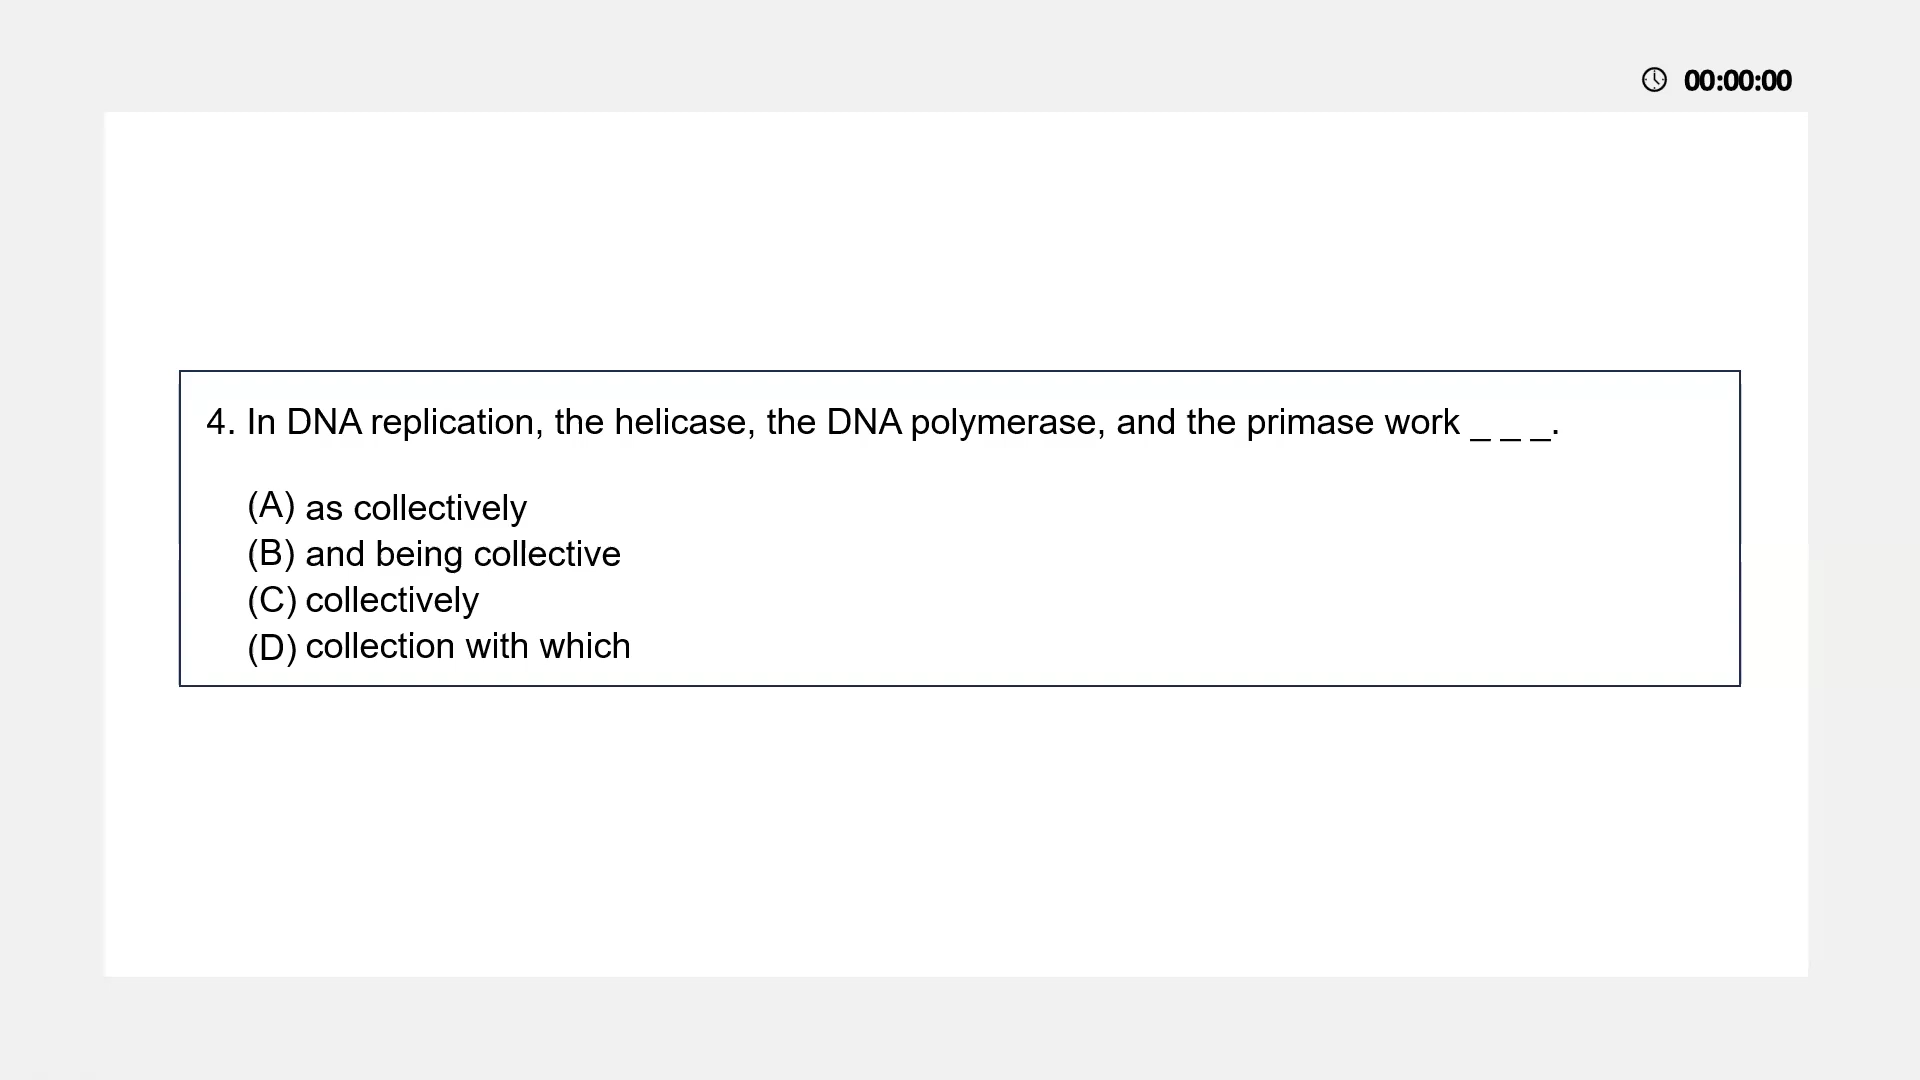 00:00:00
4. In DNA replication, the helicase, the DNA polymerase, and the primase work _ _ _.
(A) as collectively
(B) and being collective
(C) collectively
(D) collection with which